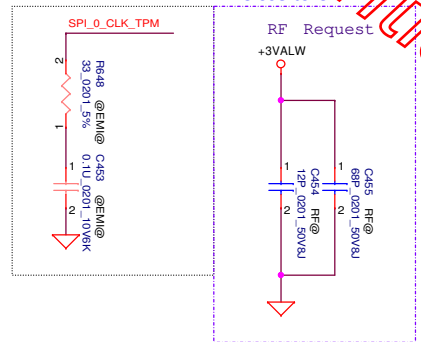 SPI_0_CLK_TPM
2
R648 @EMI@
33_0201_5%
1
1
C453 @EMI@
0.1U_0201_10V6K
2
RF Request
+3VALW
1
C454 RF@
12P_0201_50V8J
2
1
C455 RF@
68P_0201_50V8J
2